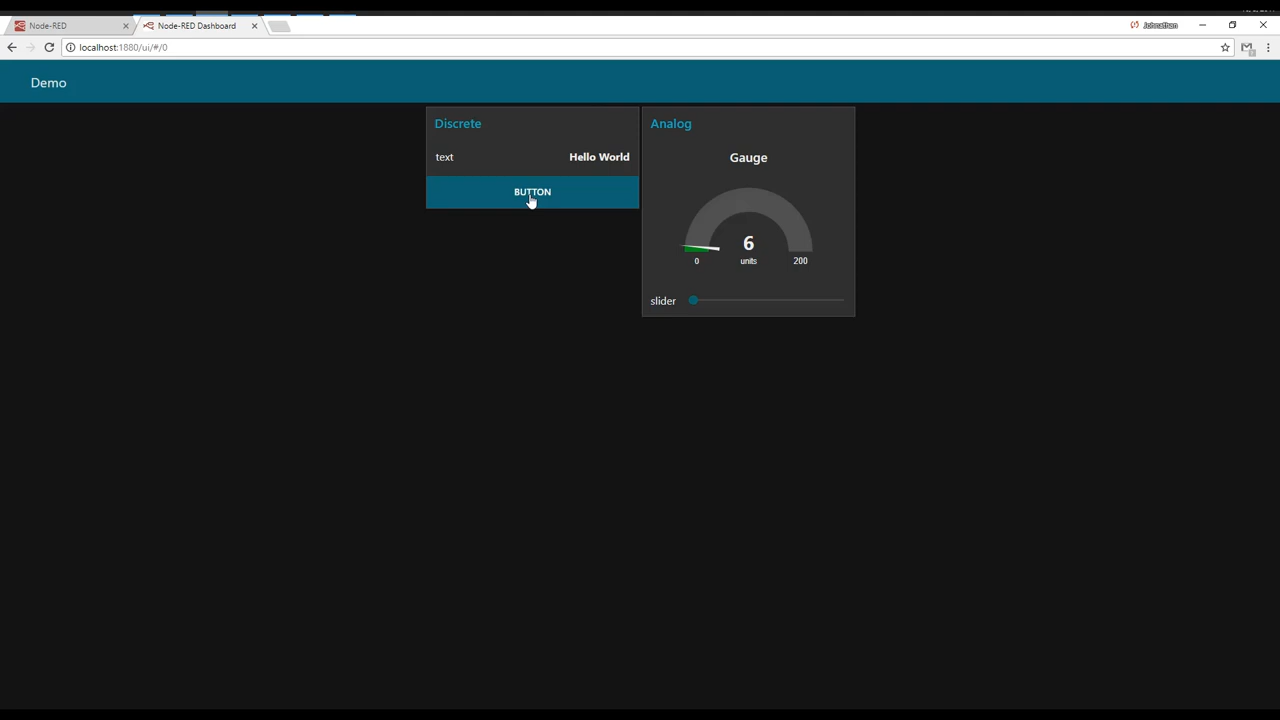 Node-RED
Node-RED Dashboard
Johnathan
localhost:1880/ui/#/0
Demo
Discrete
text Hello World
BUTTON
Analog
Gauge
6
0 units 200
slider